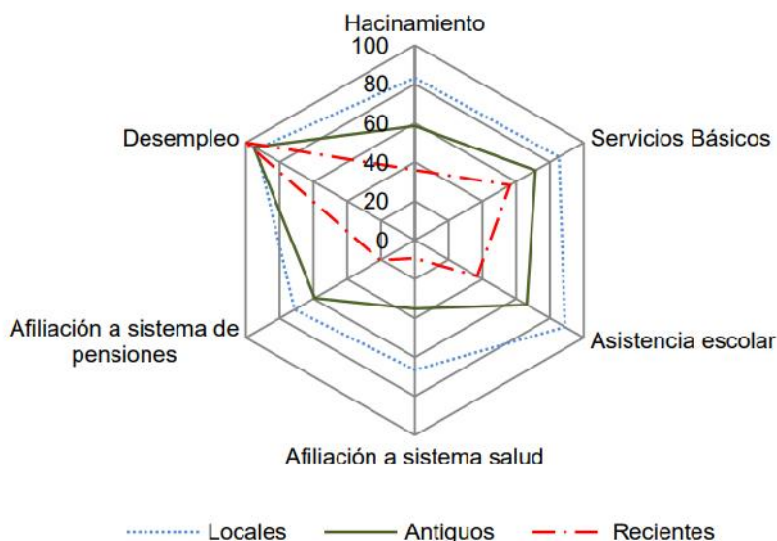 Hacinamiento
100
80
60
40
20
0
Servicios Básicos
Asistencia escolar
Afiliación a sistema salud
Afiliación a sistema de
pensiones
Desempleo
Locales
Antiguos
Recientes